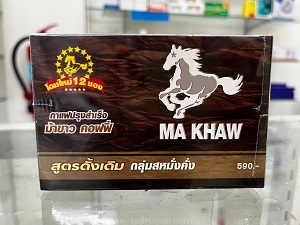 โฉมใหม่ 12 ซอง
กาแฟปรุงสำเร็จ
ม้าขาว คอฟฟี่
MA KHAW
สูตรดั้งเดิม กลุ่มสหมั่งคั่ง
590.-